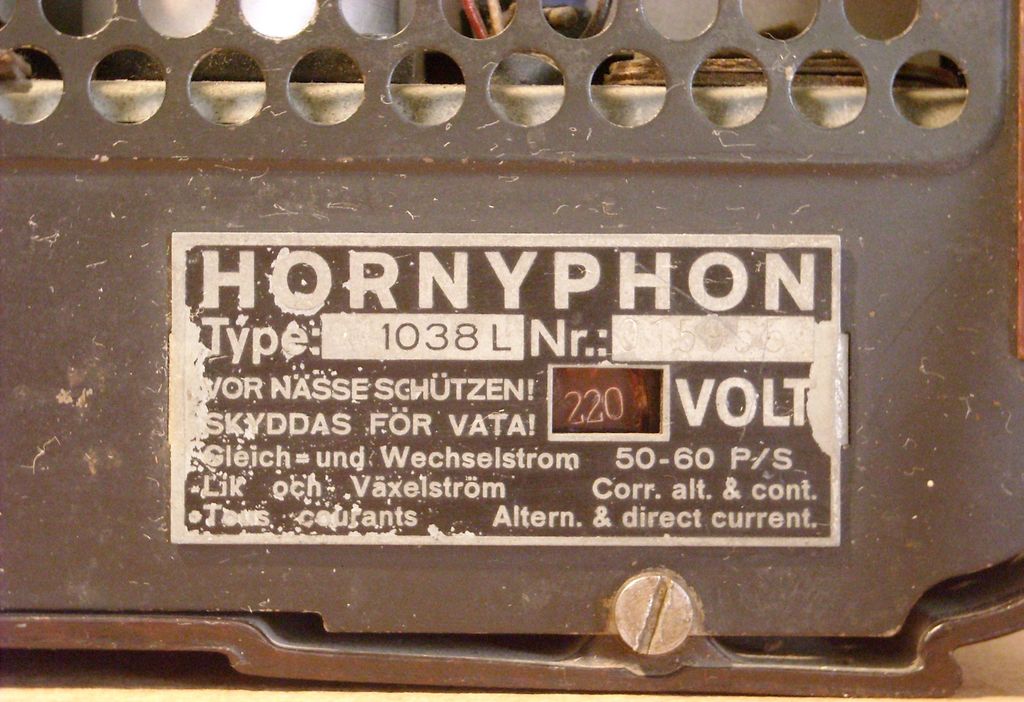 HORNYPHON
Type: 1038 L Nr.:
VOR NÄSSE SCHÜTZEN!
SKYDDAS FÖR VATA!
220 VOLT
Gleich= und Wechselstrom 50-60 P/S
Lik och Växelström Corr. alt. & cont.
Tous courants Altern. & direct current.